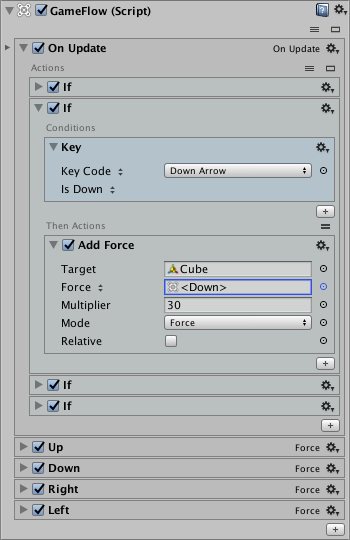 GameFlow (Script)
On Update On Update
Actions
If
If
Conditions
Key
Key Code Down Arrow
Is Down
Then Actions
Add Force
Target Cube
Force <Down>
Multiplier 30
Mode Force
Relative
If
If
Up Force
Down Force
Right Force
Left Force